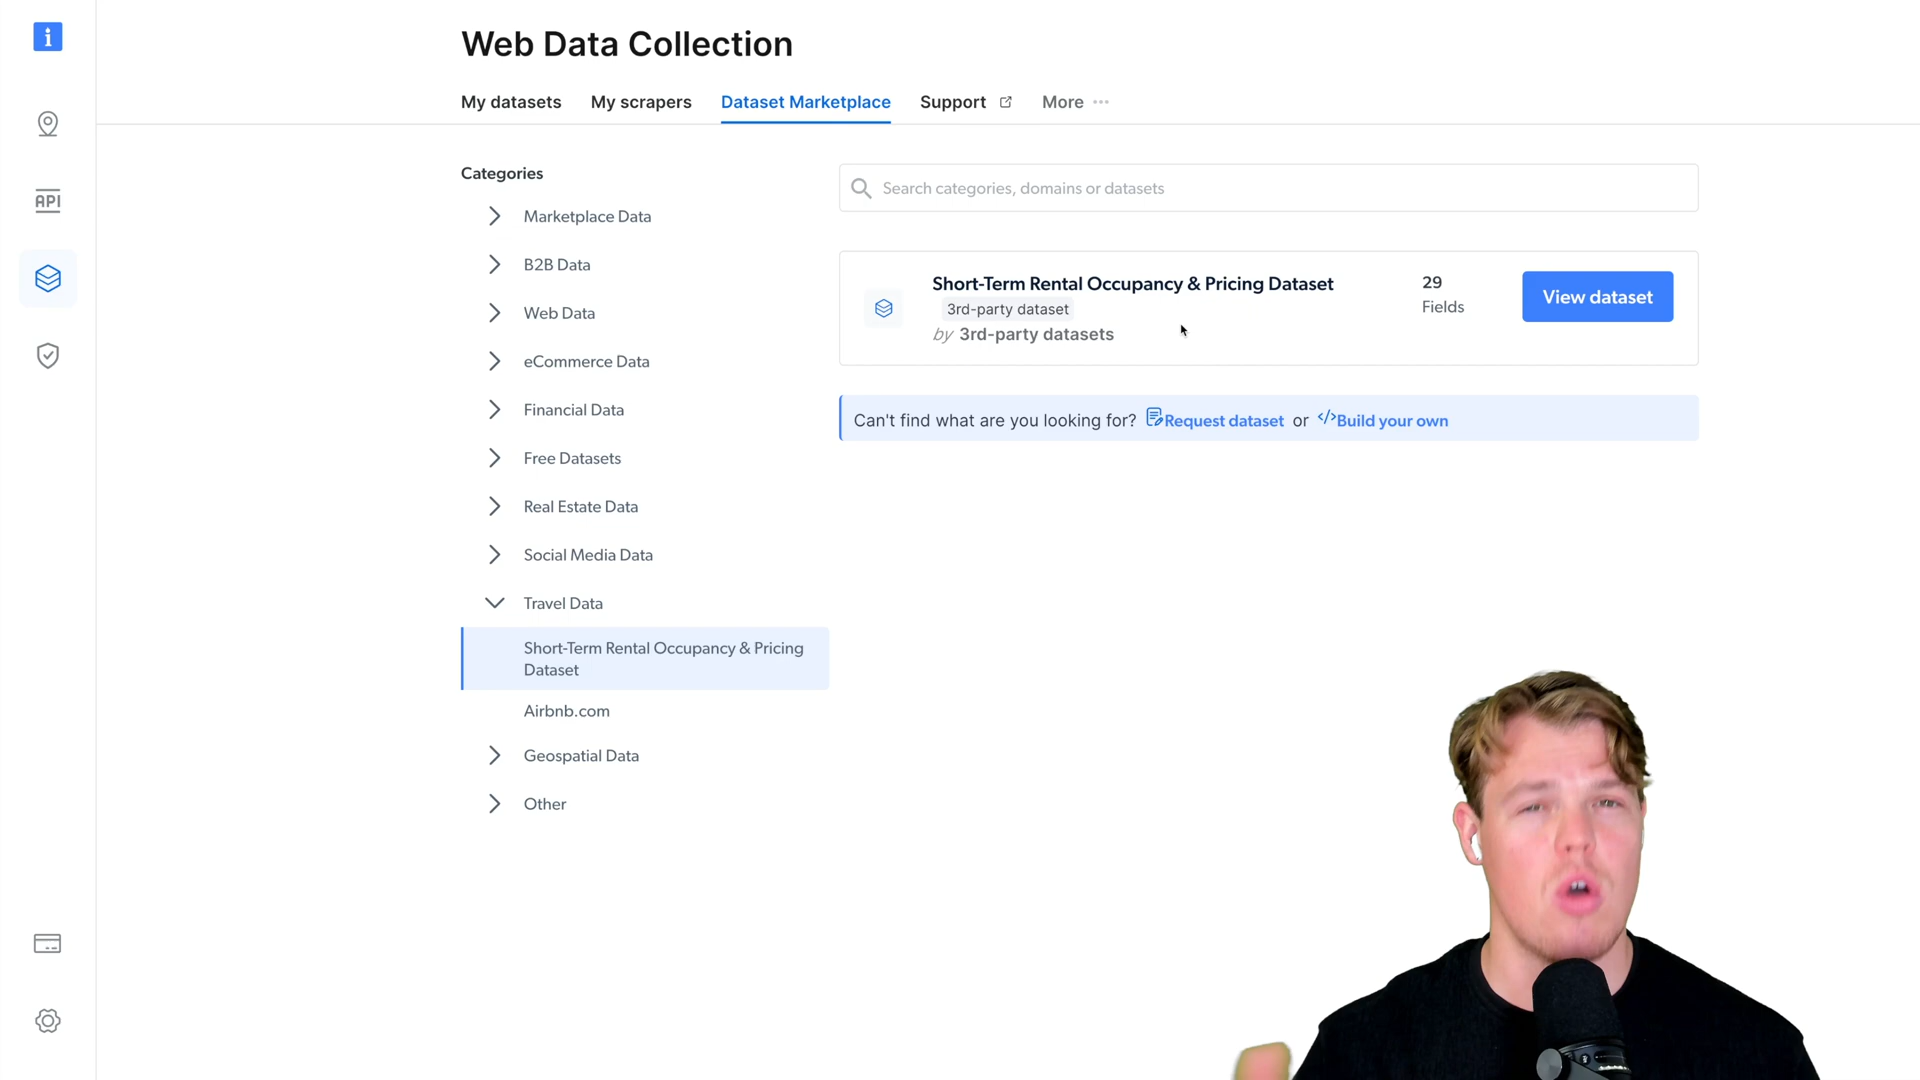 Web Data Collection
My datasets
My scrapers
Dataset Marketplace
Support
More
API
Categories
Marketplace Data
B2B Data
Web Data
eCommerce Data
Financial Data
Free Datasets
Real Estate Data
Social Media Data
Travel Data
Short-Term Rental Occupancy & Pricing
Dataset
Airbnb.com
Geospatial Data
Other
Search categories, domains or datasets
Short-Term Rental Occupancy & Pricing Dataset
3rd-party dataset
by 3rd-party datasets
29
Fields
View dataset
Can't find what are you looking for? Request dataset or </>Build your own